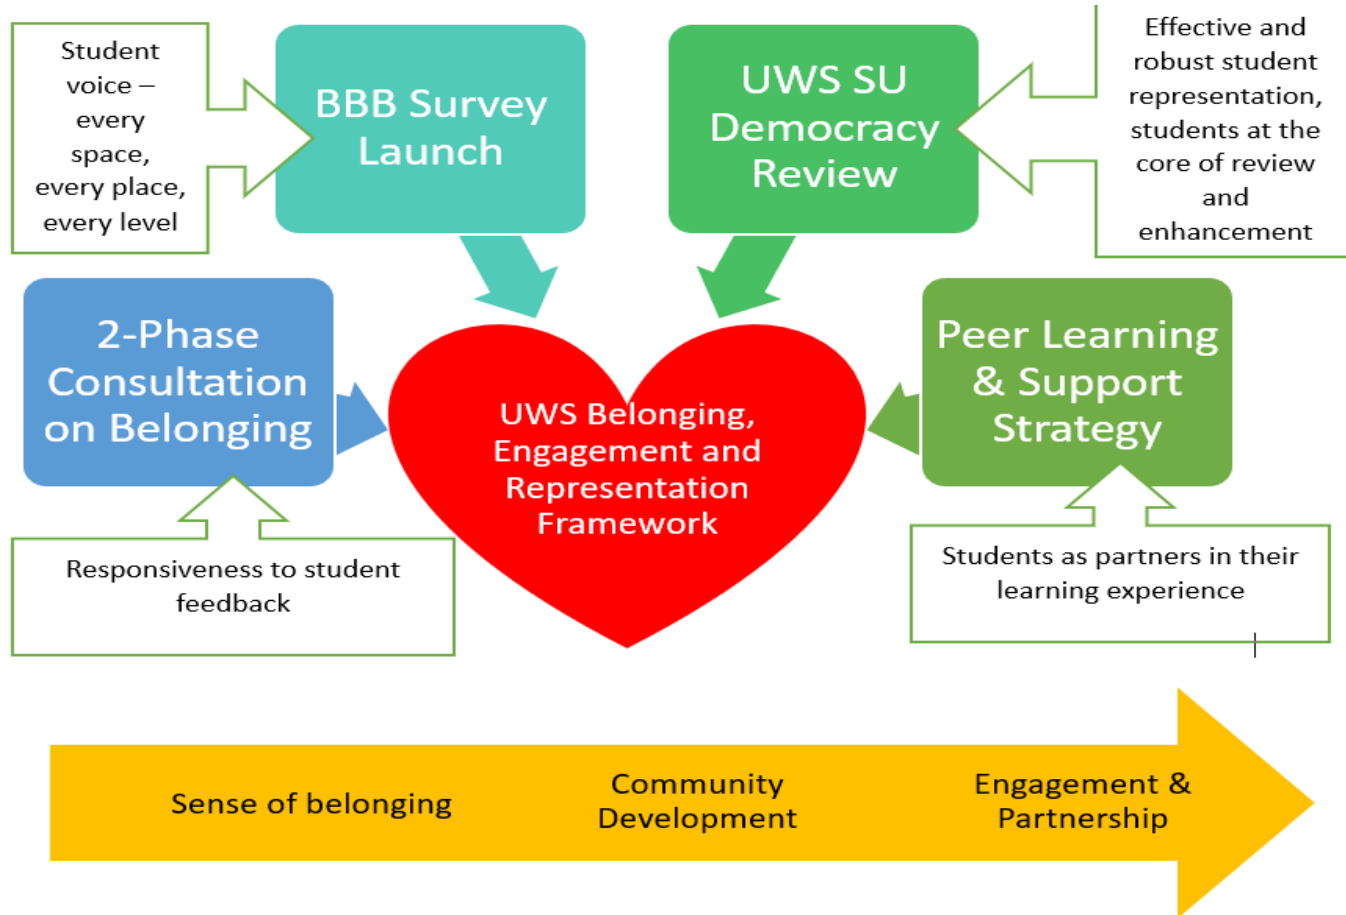 Student
voice –
every
space,
every place,
every level
BBB Survey
Launch
UWS SU
Democracy
Review
Effective and
robust student
representation,
students at the
core of review
and
enhancement
2-Phase
Consultation
on Belonging
UWS Belonging,
Engagement and
Representation
Framework
Peer Learning
& Support
Strategy
Responsiveness to student
feedback
Students as partners in their
learning experience
Sense of belonging
Community
Development
Engagement &
Partnership